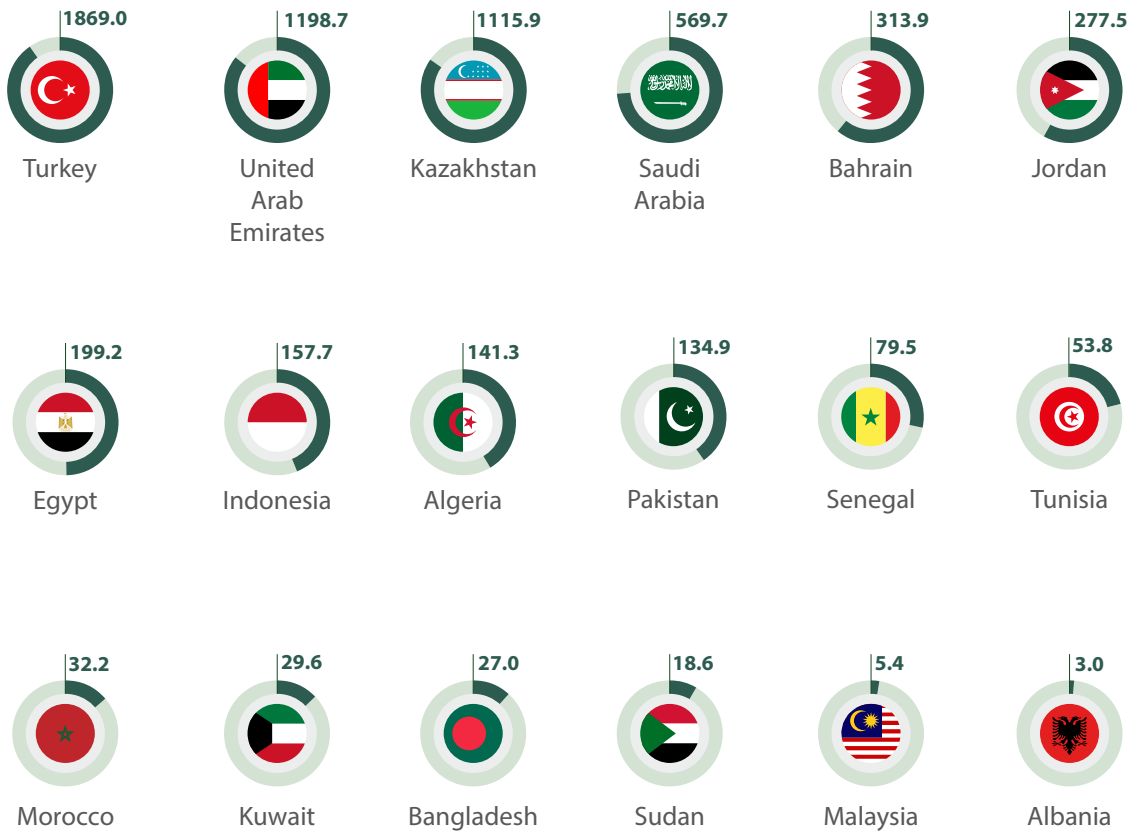 1869.0
1198.7
1115.9
569.7
313.9
277.5
Turkey
United
Arab
Emirates
Kazakhstan
Saudi
Arabia
Bahrain
Jordan
199.2
157.7
141.3
134.9
79.5
53.8
Egypt
Indonesia
Algeria
Pakistan
Senegal
Tunisia
32.2
29.6
27.0
18.6
5.4
3.0
Morocco
Kuwait
Bangladesh
Sudan
Malaysia
Albania